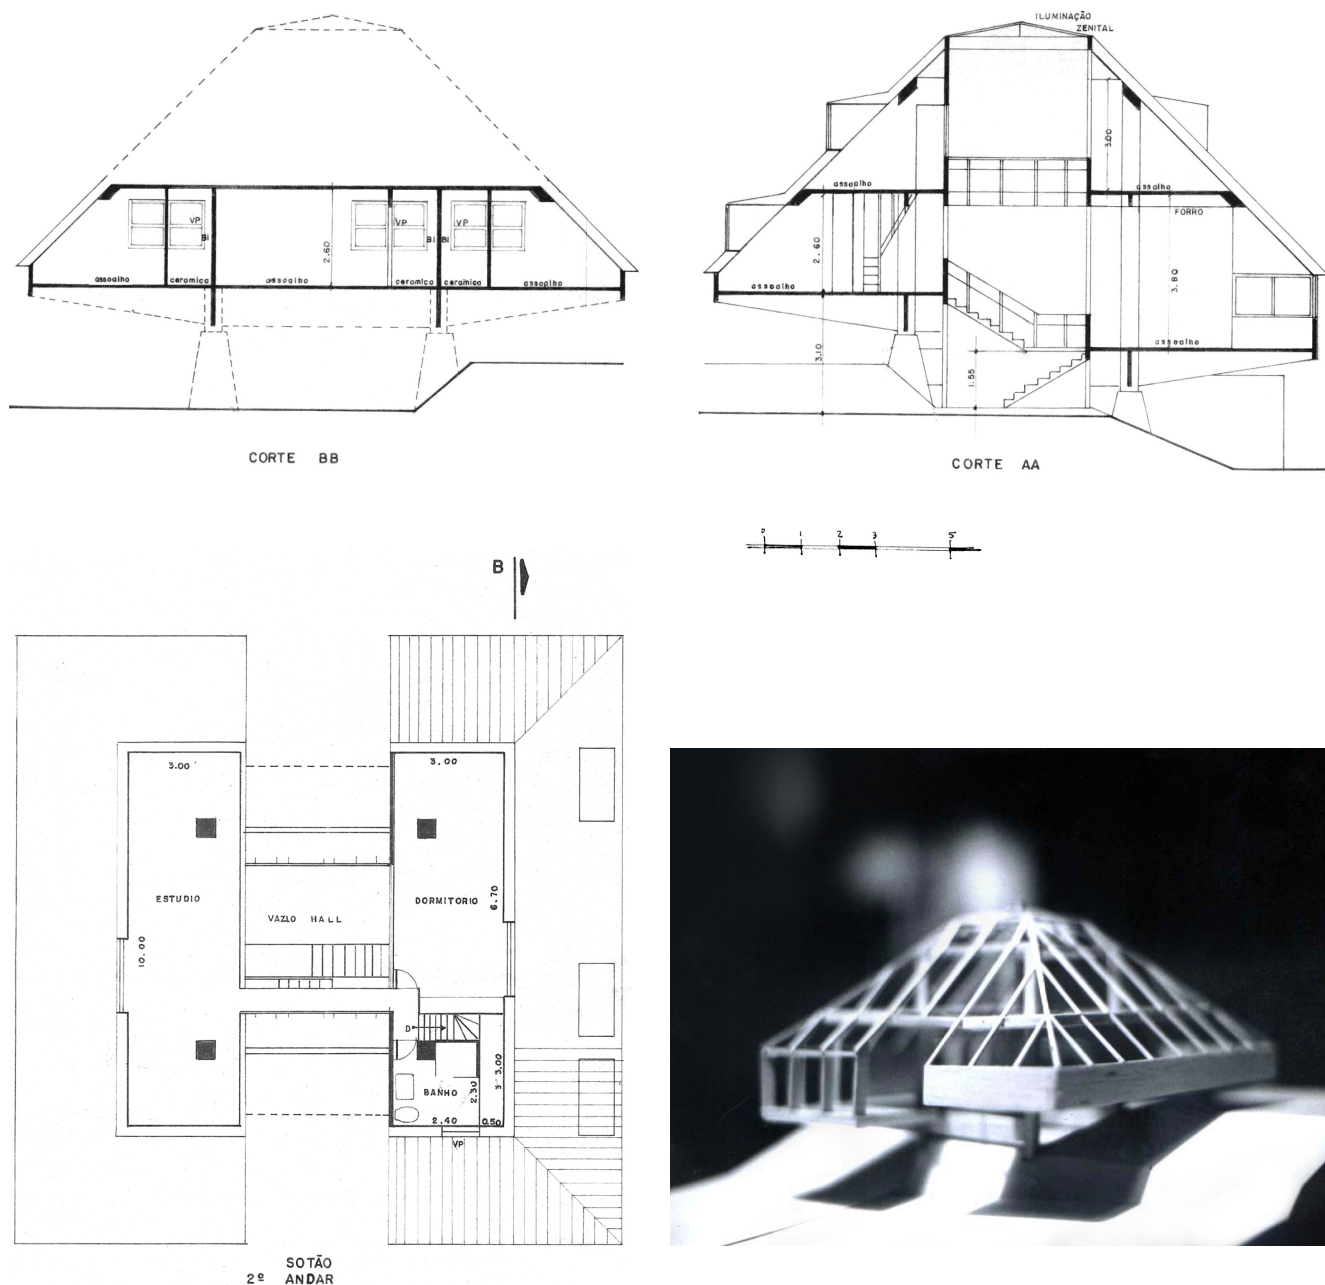 ILUMINAÇÃO
ZENITAL
VP
BI
2.60
VP
BI
BI
VP
assoalho
ceramica
assoalho
ceramica
ceramica
assoalho
CORTE BB
3.00
assoalho
assoalho
FORRO
2.60
3.80
assoalho
assoalho
3.10
1.55
CORTE AA
0 1 2 3 5
B
3.00
3.00
ESTUDIO
VAZIO HALL
DORMITORIO
6.70
10.00
D
BANHO
2.30
3.00
2.40
0.50
VP
SOTÃO
2º ANDAR